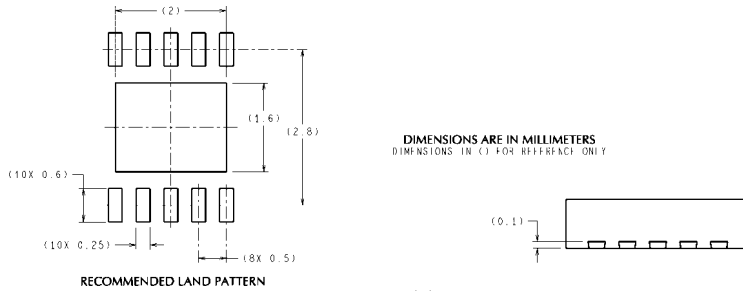 (2)
(1.6)
(2.8)
DIMENSIONS ARE IN MILLIMETERS
DIMENSIONS IN () FOR REFERENCE ONLY
(10X 0.6)
(0.1)
(10X 0.25)
(8X 0.5)
RECOMMENDED LAND PATTERN